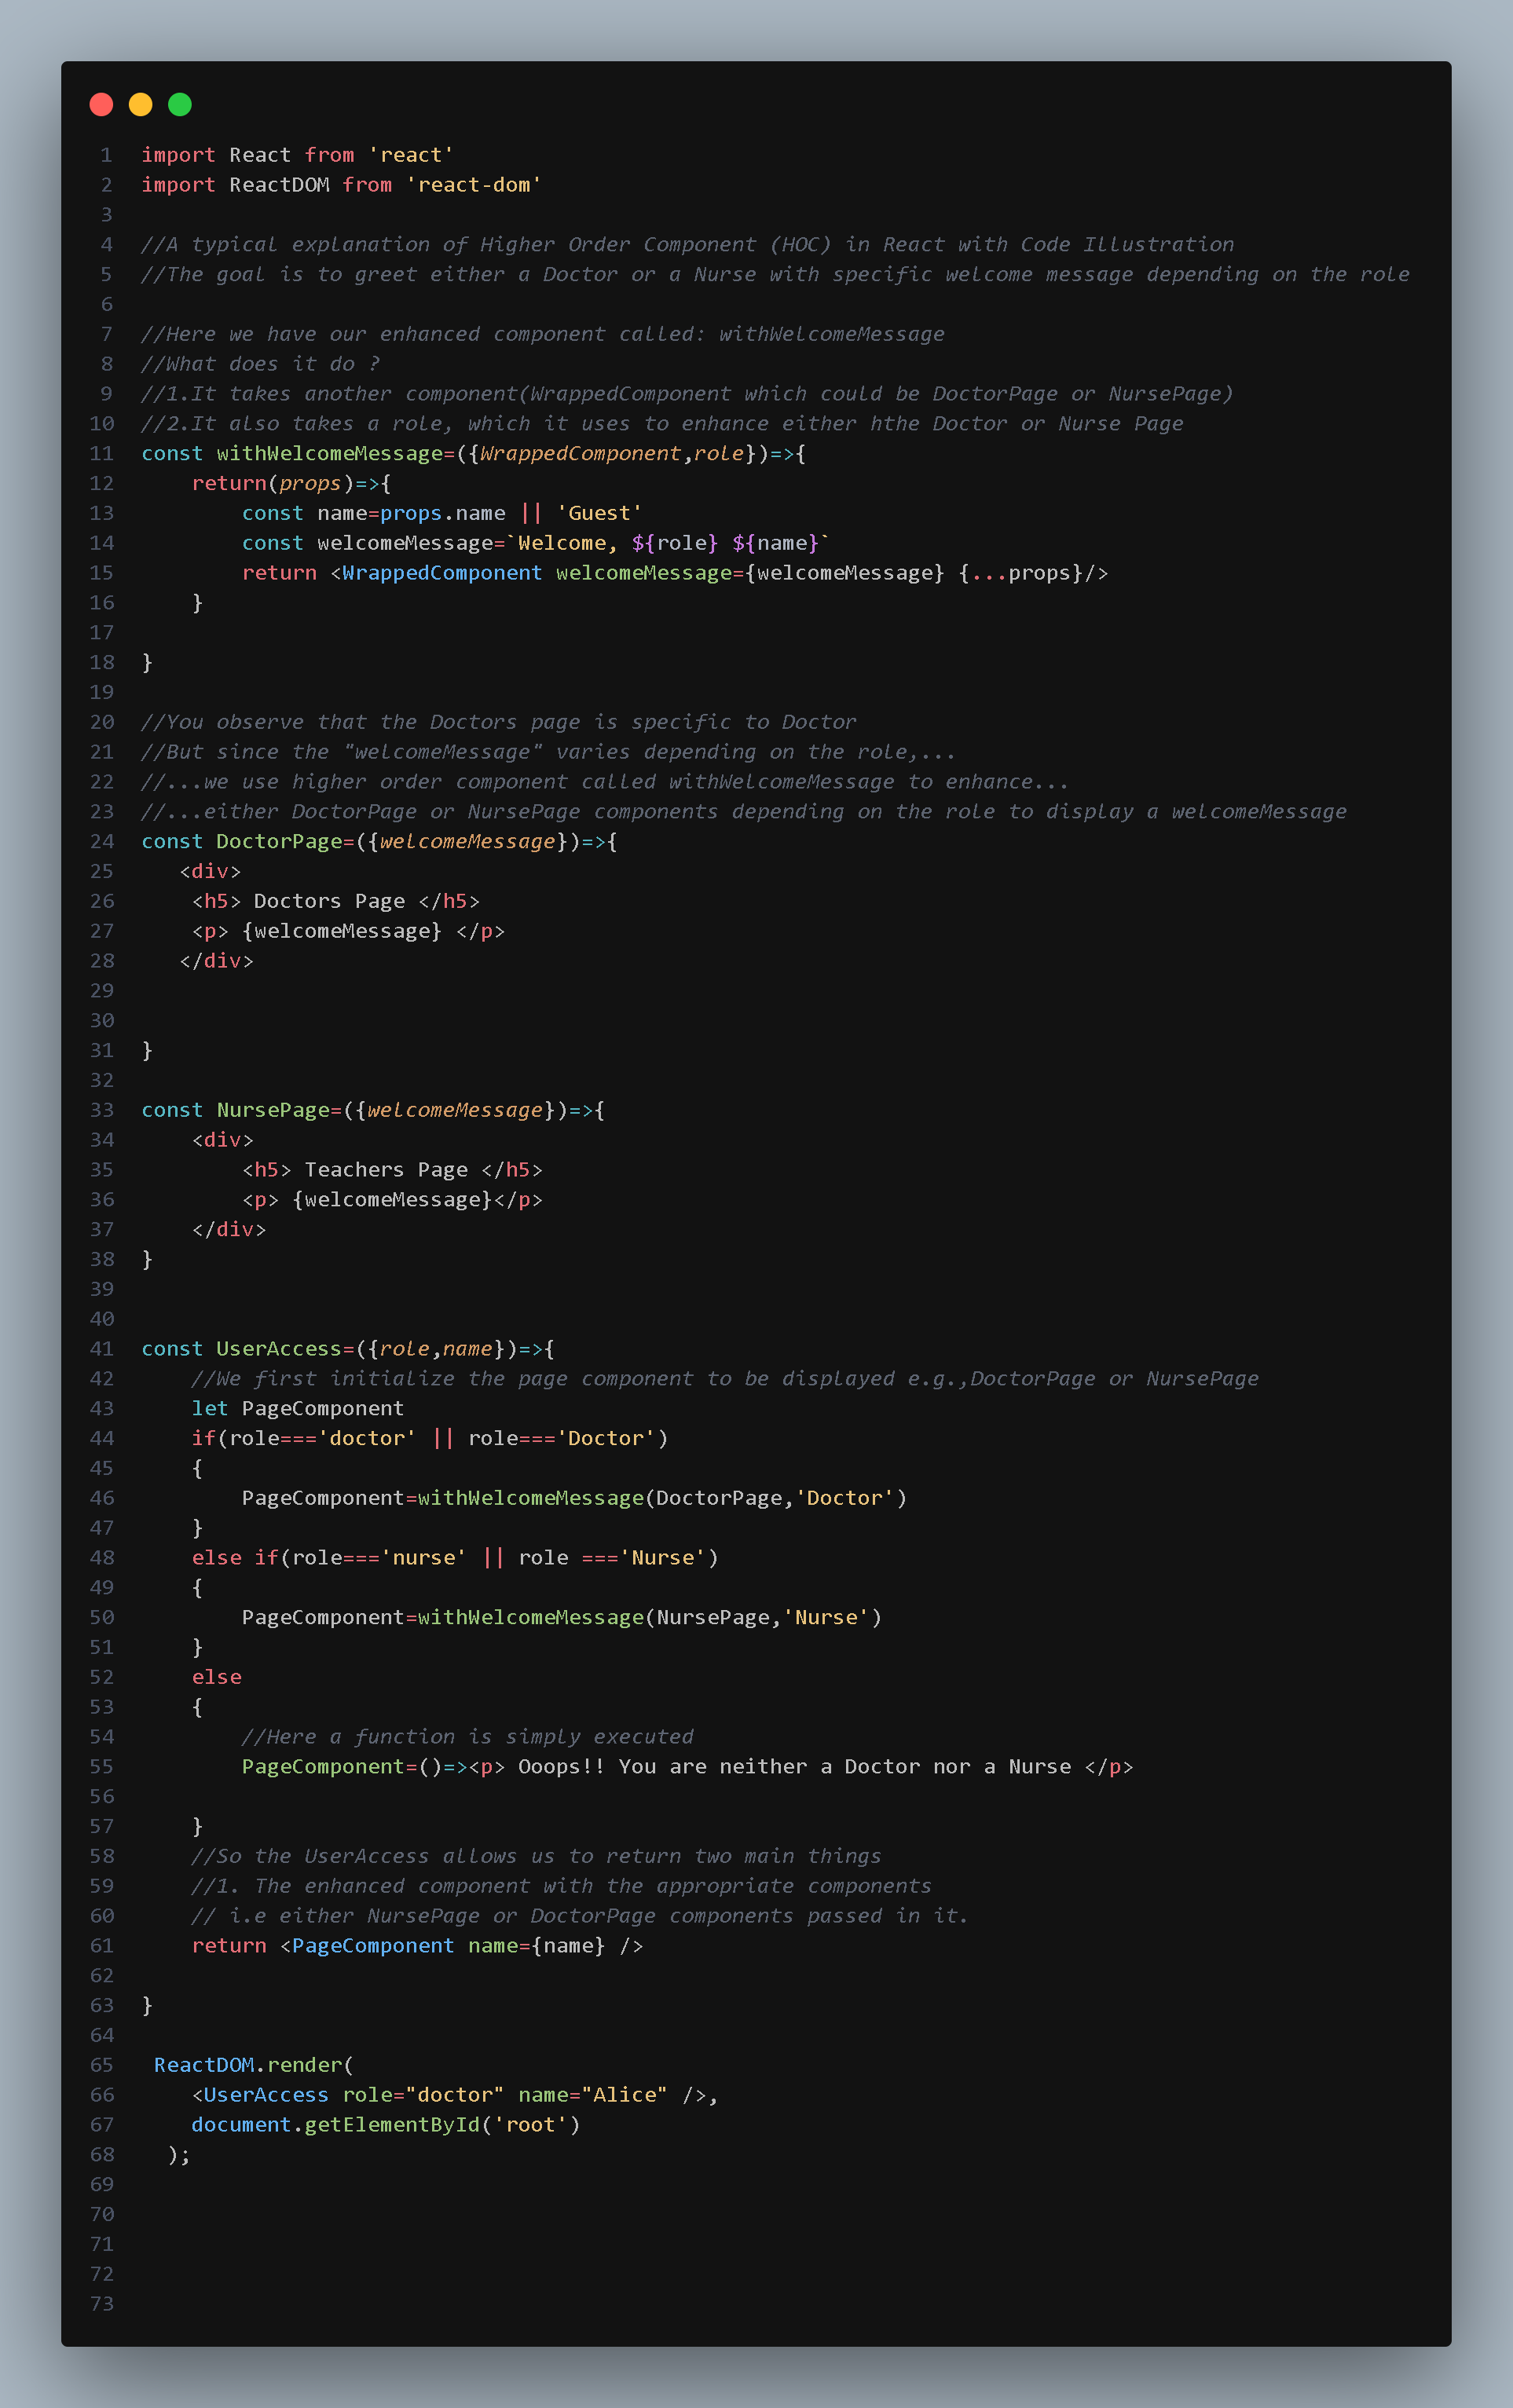 1 import React from 'react'
2 import ReactDOM from 'react-dom'
3
4 //A typical explanation of Higher Order Component (HOC) in React with Code Illustration
5 //The goal is to greet either a Doctor or a Nurse with specific welcome message depending on the role
6
7 //Here we have our enhanced component called: withWelcomeMessage
8 //What does it do ?
9 //1.It takes another component(WrappedComponent which could be DoctorPage or NursePage)
10 //2.It also takes a role, which it uses to enhance either hthe Doctor or Nurse Page
11 const withWelcomeMessage=({WrappedComponent,role})=>{
12     return(props)=>{
13         const name=props.name || 'Guest'
14         const welcomeMessage=`Welcome, ${role} ${name}`
15         return <WrappedComponent welcomeMessage={welcomeMessage} {...props}/>
16     }
17
18 }
19
20 //You observe that the Doctors page is specific to Doctor
21 //But since the "welcomeMessage" varies depending on the role,...
22 //...we use higher order component called withWelcomeMessage to enhance...
23 //...either DoctorPage or NursePage components depending on the role to display a welcomeMessage
24 const DoctorPage=({welcomeMessage})=>{
25    <div>
26     <h5> Doctors Page </h5>
27     <p> {welcomeMessage} </p>
28    </div>
29
30
31 }
32
33 const NursePage=({welcomeMessage})=>{
34     <div>
35         <h5> Teachers Page </h5>
36         <p> {welcomeMessage}</p>
37     </div>
38 }
39
40
41 const UserAccess=({role,name})=>{
42     //We first initialize the page component to be displayed e.g.,DoctorPage or NursePage
43     let PageComponent
44     if(role==='doctor' || role==='Doctor')
45     {
46         PageComponent=withWelcomeMessage(DoctorPage,'Doctor')
47     }
48     else if(role==='nurse' || role ==='Nurse')
49     {
50         PageComponent=withWelcomeMessage(NursePage,'Nurse')
51     }
52     else
53     {
54         //Here a function is simply executed
55         PageComponent=()=><p> Ooops!! You are neither a Doctor nor a Nurse </p>
56
57     }
58     //So the UserAccess allows us to return two main things
59     //1. The enhanced component with the appropriate components
60     // i.e either NursePage or DoctorPage components passed in it.
61     return <PageComponent name={name} />
62
63 }
64
65  ReactDOM.render(
66     <UserAccess role="doctor" name="Alice" />,
67     document.getElementById('root')
68   );
69
70
71
72
73